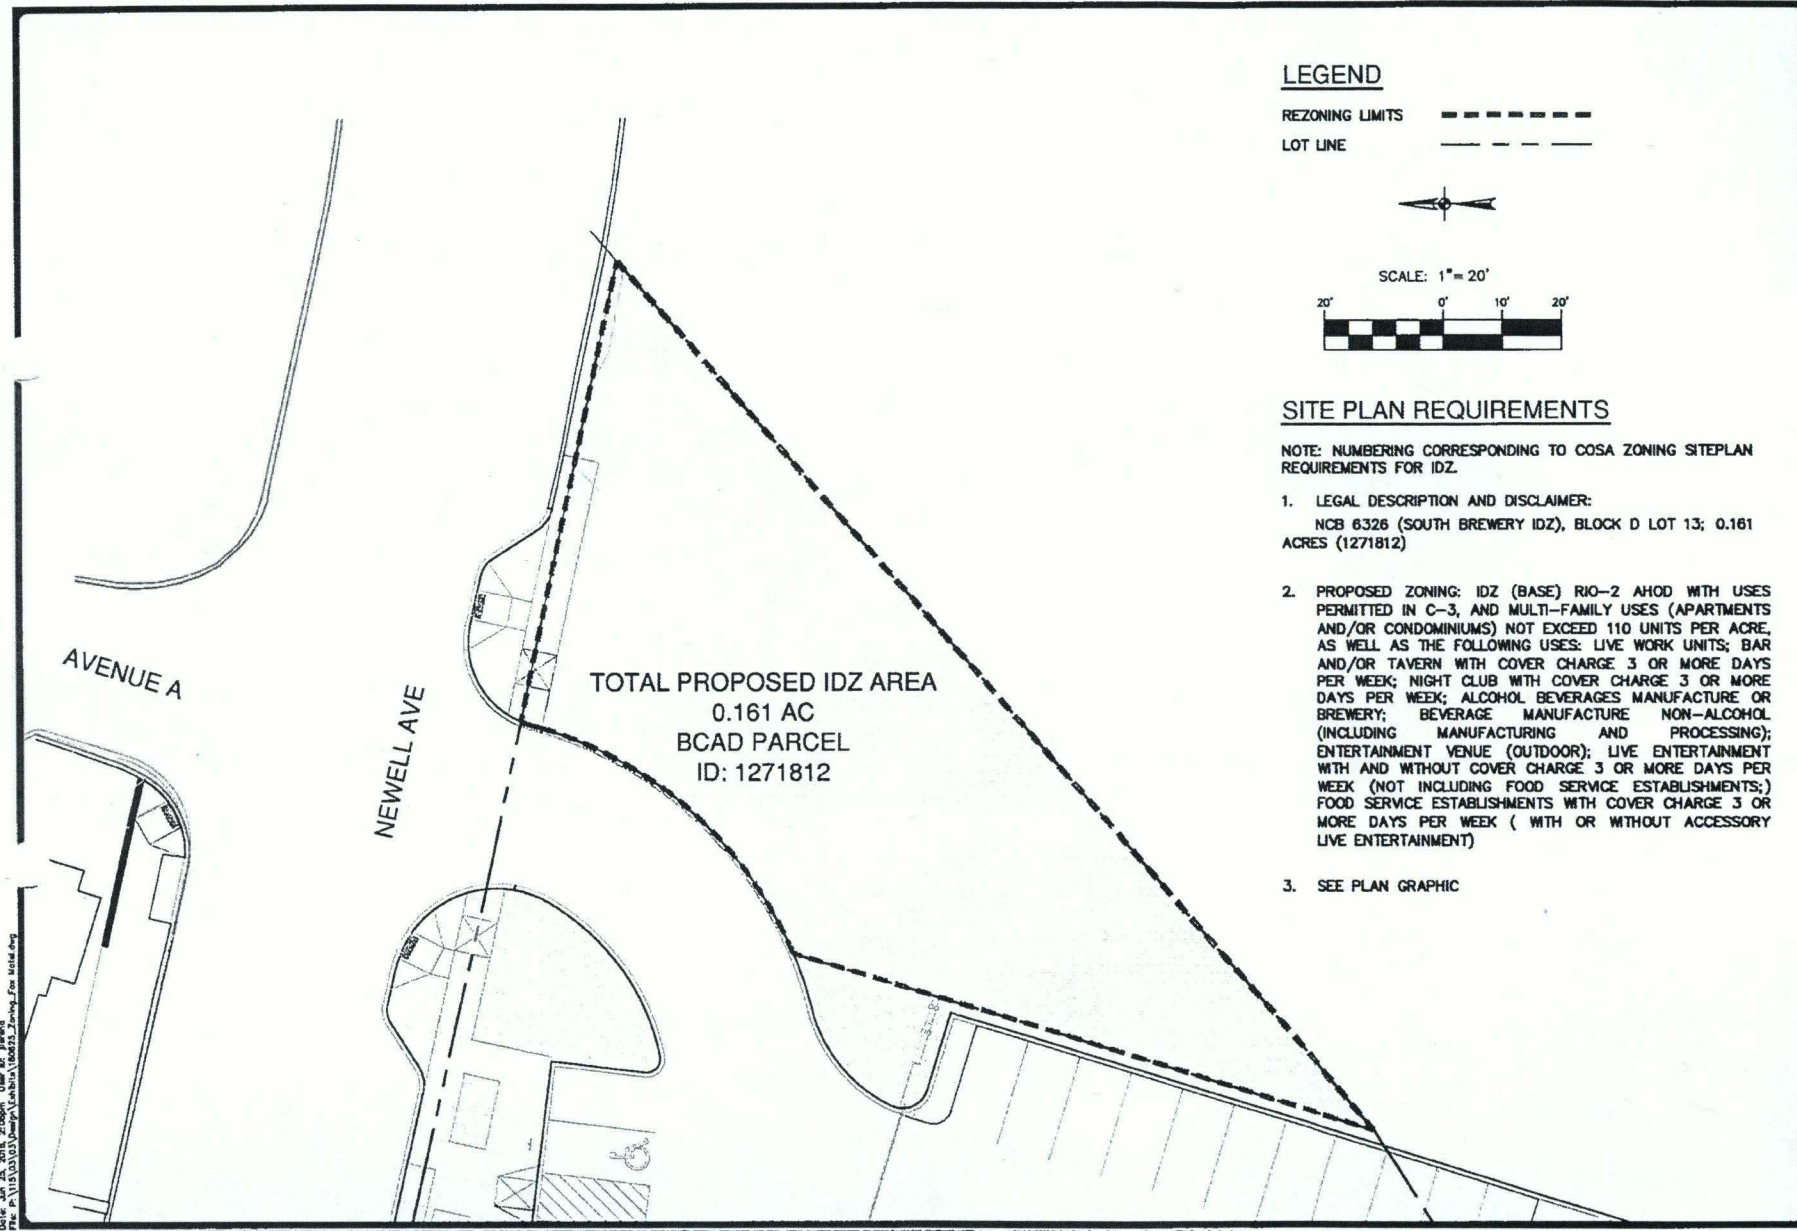 LEGEND
REZONING LIMITS
LOT LINE
SCALE: 1"= 20'
20' 0' 10' 20'
SITE PLAN REQUIREMENTS
NOTE: NUMBERING CORRESPONDING TO COSA ZONING SITEPLAN
REQUIREMENTS FOR IDZ.
1. LEGAL DESCRIPTION AND DISCLAIMER:
NCB 6326 (SOUTH BREWERY IDZ), BLOCK D LOT 13; 0.161
ACRES (1271812)
2. PROPOSED ZONING: IDZ (BASE) RIO-2 AHOD WITH USES
PERMITTED IN C-3, AND MULTI-FAMILY USES (APARTMENTS
AND/OR CONDOMINIUMS) NOT EXCEED 110 UNITS PER ACRE,
AS WELL AS THE FOLLOWING USES: LIVE WORK UNITS; BAR
AND/OR TAVERN WITH COVER CHARGE 3 OR MORE DAYS
PER WEEK; NIGHT CLUB WITH COVER CHARGE 3 OR MORE
DAYS PER WEEK; ALCOHOL BEVERAGES MANUFACTURE OR
BREWERY; BEVERAGE MANUFACTURE NON-ALCOHOL
(INCLUDING MANUFACTURING AND PROCESSING);
ENTERTAINMENT VENUE (OUTDOOR); LIVE ENTERTAINMENT
WITH AND WITHOUT COVER CHARGE 3 OR MORE DAYS PER
WEEK (NOT INCLUDING FOOD SERVICE ESTABLISHMENTS;)
FOOD SERVICE ESTABLISHMENTS WITH COVER CHARGE 3 OR
MORE DAYS PER WEEK ( WITH OR WITHOUT ACCESSORY
LIVE ENTERTAINMENT)
3. SEE PLAN GRAPHIC
AVENUE A
NEWELL AVE
TOTAL PROPOSED IDZ AREA
0.161 AC
BCAD PARCEL
ID: 1271812